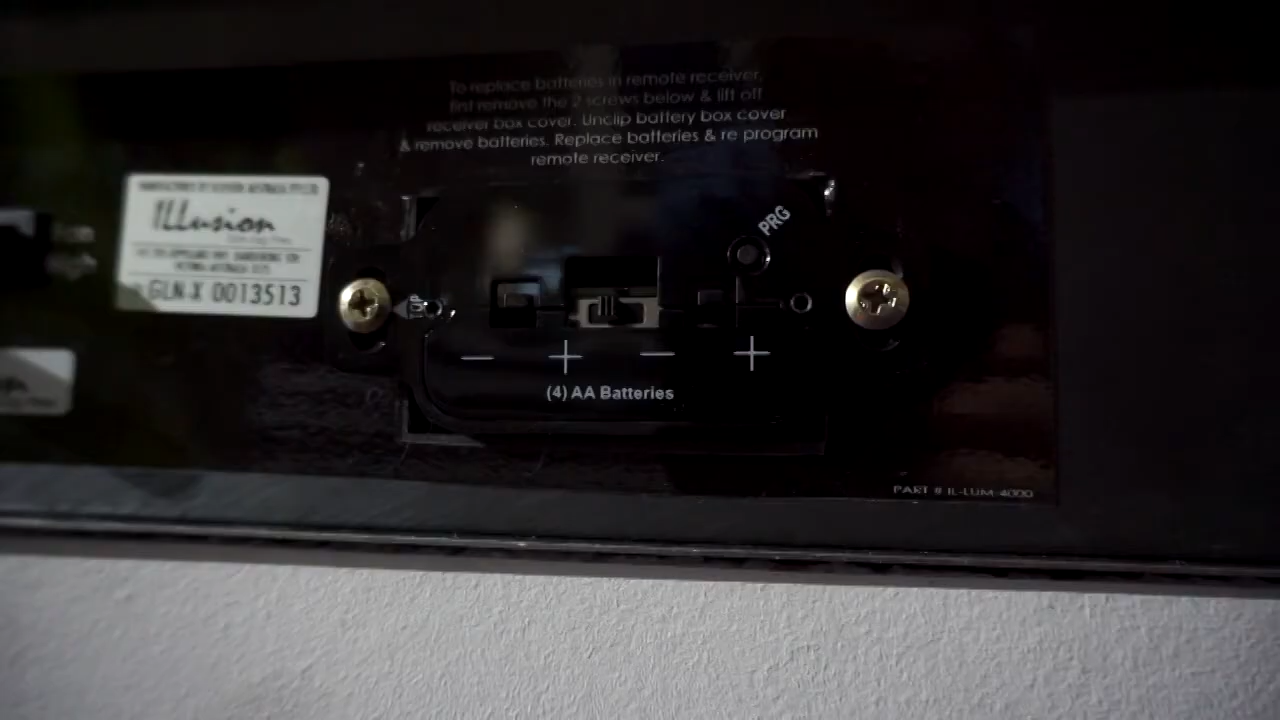 To replace batteries in remote receiver,
first remove the 2 screws below & lift off
receiver box cover. Unclip battery box cover
& remove batteries. Replace batteries & re program
remote receiver.
ILLusion
GLN-X 0013513
PRG
TOP
(4) AA Batteries
PART # IL-LUM-4000